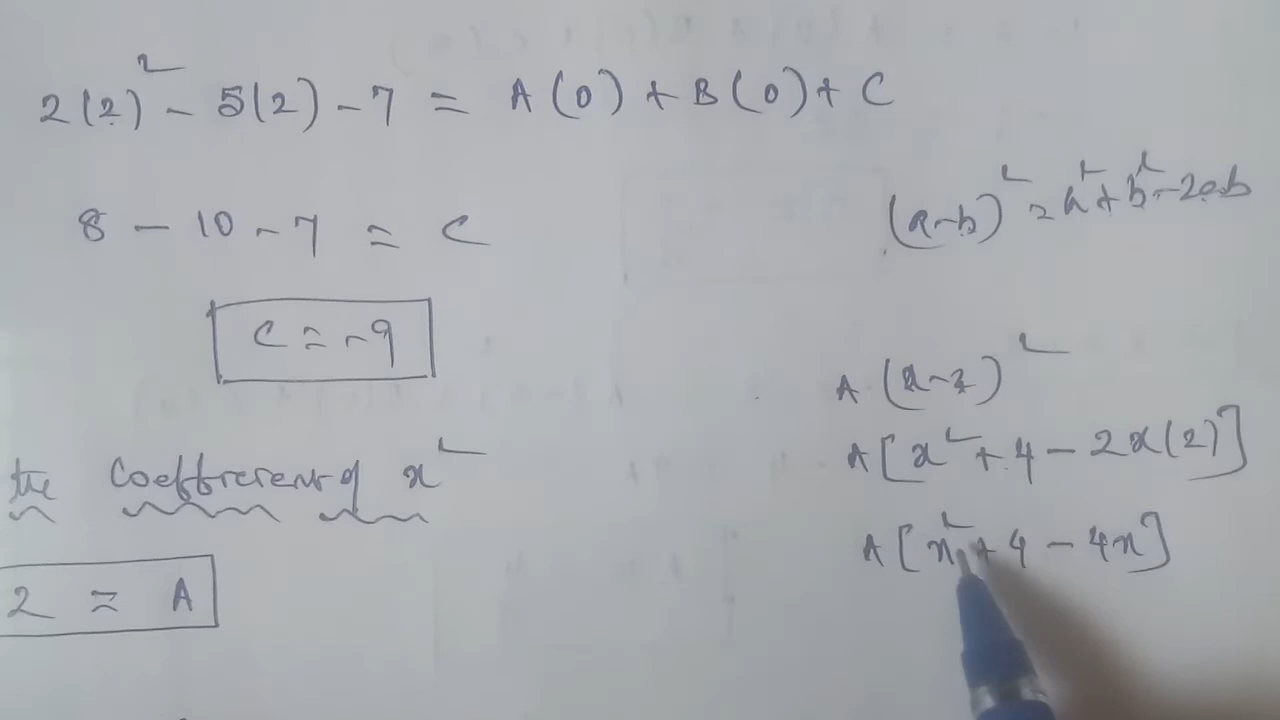 2(2)² - 5(2) - 7 = A(0) + B(0) + C
(a-b)² = a² + b² - 2ab
8 - 10 - 7 = C
C = -9
A(x-2)²
A[x² + 4 - 2x(2)]
the coefficient of x²
A[x² + 4 - 4x]
2 = A